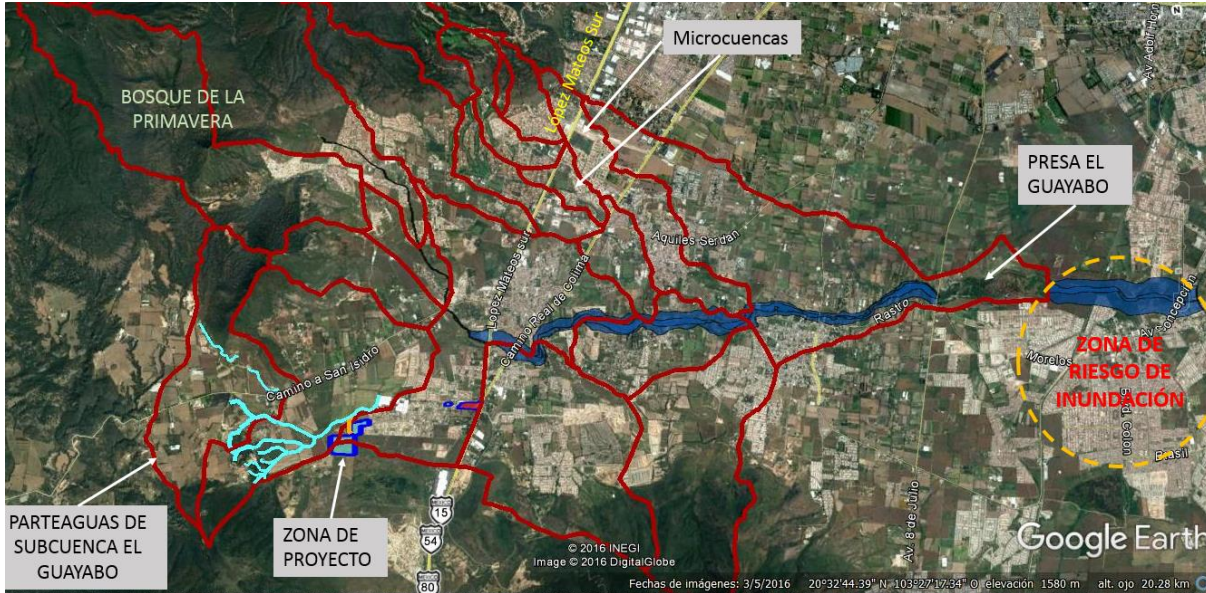 Microcuencas
López Mateos Sur
BOSQUE DE LA
PRIMAVERA
PRESA EL
GUAYABO
Aquiles Serdan
Lopez Mateos sur
Camino Real de Colima
Rastro
Camino a San isidro
Morelos
ZONA DE
RIESGO DE
INUNDACIÓN
Colon
Brasil
Av. 8 de Julio
PARTEAGUAS DE
SUBCUENCA EL
GUAYABO
ZONA DE
PROYECTO
15
54
80
© 2016 INEGI
Image © 2016 DigitalGlobe
Google Earth
Fechas de imágenes: 3/5/2016 20°32'44.39" N 103°27'17.34" O elevación 1580 m alt. ojo 20.28 km